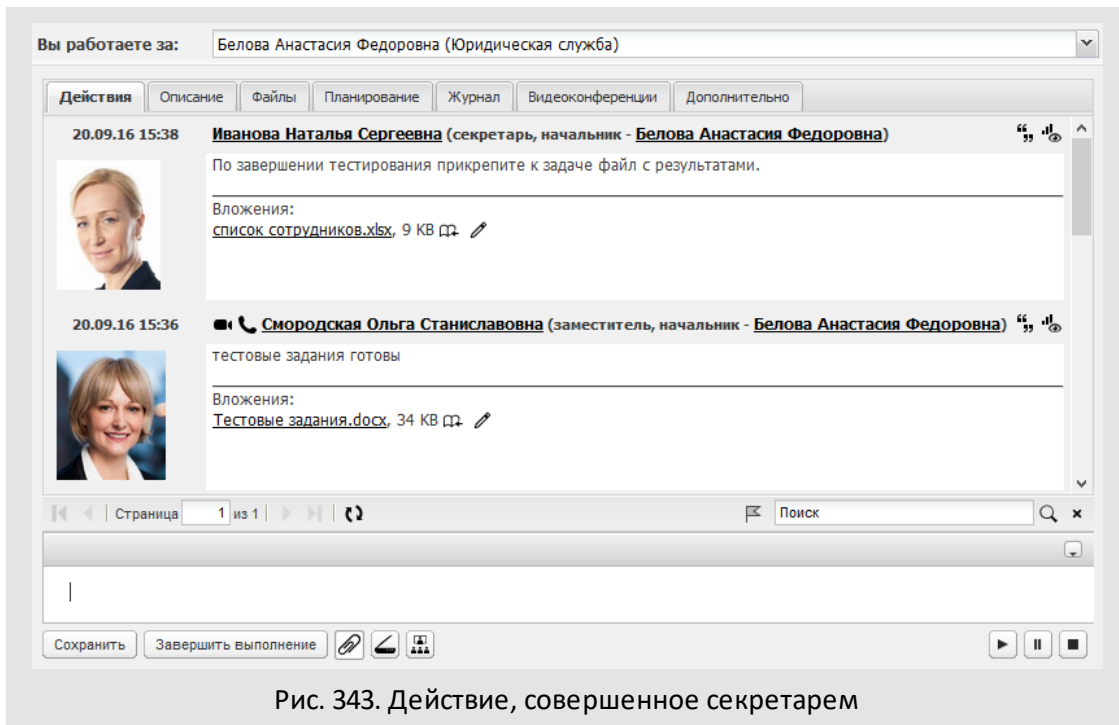 Вы работаете за: Белова Анастасия Федоровна (Юридическая служба)
Действия Описание Файлы Планирование Журнал Видеоконференции Дополнительно
20.09.16 15:38 Иванова Наталья Сергеевна (секретарь, начальник - Белова Анастасия Федоровна)
По завершении тестирования прикрепите к задаче файл с результатами.
Вложения:
список сотрудников.xlsx, 9 KB
20.09.16 15:36 Смородская Ольга Станиславовна (заместитель, начальник - Белова Анастасия Федоровна)
тестовые задания готовы
Вложения:
Тестовые задания.docx, 34 KB
Страница 1 из 1 Поиск
Сохранить Завершить выполнение
Рис. 343. Действие, совершенное секретарем